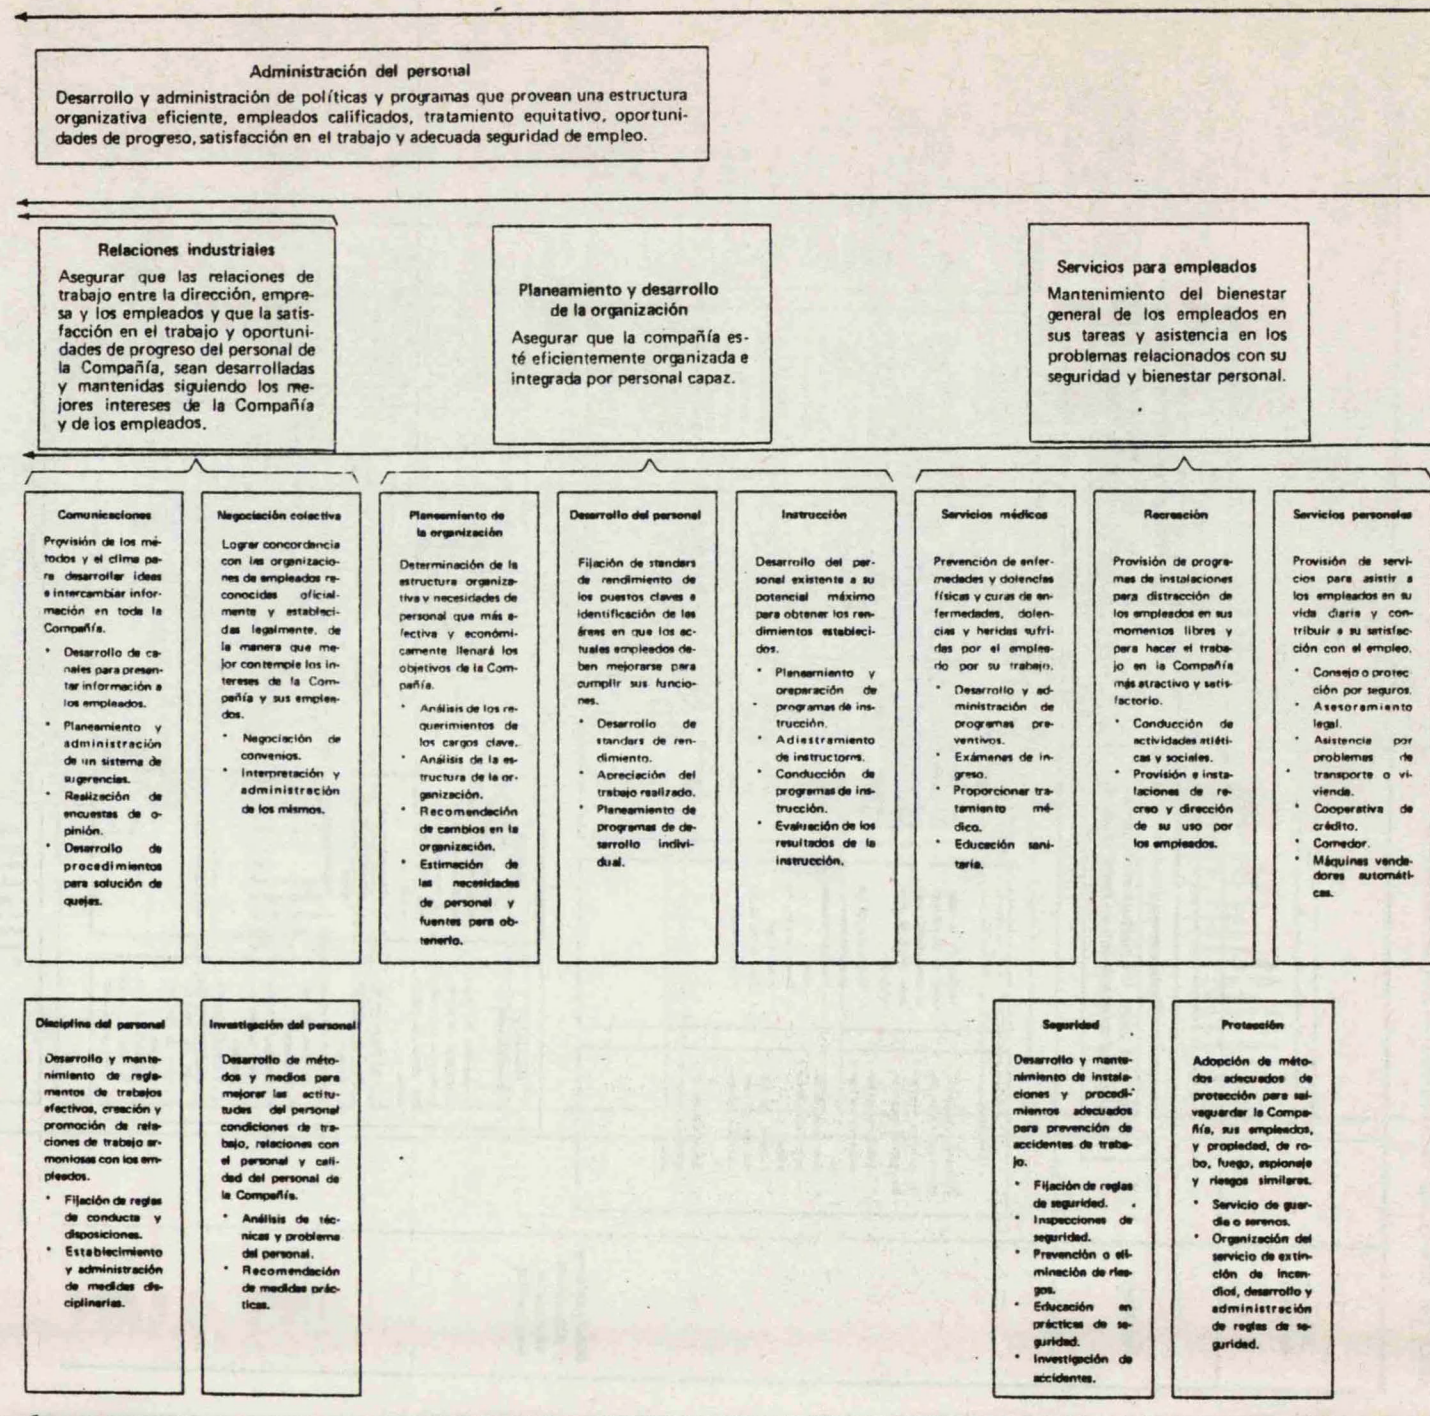 Administración del personal
Desarrollo y administración de políticas y programas que provean una estructura
organizativa eficiente, empleados calificados, tratamiento equitativo, oportuni-
dades de progreso, satisfacción en el trabajo y adecuada seguridad de empleo.
Relaciones industriales
Asegurar que las relaciones de
trabajo entre la dirección, empre-
sa y los empleados y que la satis-
facción en el trabajo y oportuni-
dades de progreso del personal de
la Compañía, sean desarrolladas
y mantenidas siguiendo los me-
jores intereses de la Compañía
y de los empleados.
Planeamiento y desarrollo
de la organización
Asegurar que la compañía es-
té eficientemente organizada e
integrada por personal capaz.
Servicios para empleados
Mantenimiento del bienestar
general de los empleados en
sus tareas y asistencia en los
problemas relacionados con su
seguridad y bienestar personal.
Comunicaciones
Provisión de los mé-
todos y el clima pa-
ra desarrollar ideas
e intercambiar infor-
mación en toda la
Compañía.
* Desarrollo de ca-
nales para presen-
tar información a
los empleados.
* Planeamiento y
administración
de un sistema de
sugerencias.
* Realización de
encuestas de o-
pinión.
* Desarrollo de
procedimientos
para solución de
quejas.
Negociación colectiva
Lograr concordancia
con las organizacio-
nes de empleados re-
conocidas oficial-
mente y estableci-
das legalmente, de
la manera que me-
jor contemple los in-
tereses de la Com-
pañía y sus emplea-
dos.
* Negociación de
convenios.
* Interpretación y
administración
de los mismos.
Planeamiento de
la organización
Determinación de la
estructura organiza-
tiva y necesidades de
personal que más e-
fectiva y económi-
camente llenará los
objetivos de la Com-
pañía.
* Análisis de los re-
querimientos de
los cargos clave.
* Análisis de la es-
tructura de la or-
ganización.
* Recomendación
de cambios en la
organización.
* Estimación de
las necesidades
de personal y
fuentes para ob-
tenerlo.
Desarrollo del personal
Fijación de standars
de rendimiento de
los puestos claves e
identificación de las
áreas en que los ac-
tuales empleados de-
ben mejorarse para
cumplir sus funcio-
nes.
* Desarrollo de
standars de ren-
dimiento.
* Apreciación del
trabajo realizado.
* Planeamiento de
programas de de-
sarrollo indivi-
dual.
Instrucción
Desarrollo del per-
sonal existente a su
potencial máximo
para obtener los ren-
dimientos estableci-
dos.
* Planeamiento y
preparación de
* programas de ins-
trucción.
* Adiestramiento
de instructores.
* Conducción de
programas de ins-
trucción.
* Evaluación de los
resultados de la
instrucción.
Servicios médicos
Prevención de enfer-
medades y dolencias
físicas y curas de en-
fermedades, dolen-
cias y heridas sufri-
das por el emplea-
do por su trabajo.
* Desarrollo y ad-
ministración de
programas pre-
ventivos.
* Exámenes de in-
greso.
* Proporcionar tra-
tamiento mé-
dico.
* Educación sani-
taria.
Recreación
Provisión de progra-
mas de instalaciones
para distracción de
los empleados en sus
momentos libres y
para hacer el traba-
jo en la Compañía
más atractivo y satis-
factorio.
* Conducción de
actividades atléti-
cas y sociales.
* Provisión e insta-
laciones de re-
creo y dirección
de su uso por
los empleados.
Servicios personales
Provisión de servi-
cios para asistir a
los empleados en su
vida diaria y con-
tribuir a su satisfac-
ción con el empleo.
* Consejo o protec
ción por seguros.
* Asesoramiento
legal.
* Asistencia por
problemas de
* transporte o vi-
vienda.
* Cooperativa de
crédito.
* Comedor.
* Máquinas vende-
dores automáti-
cas.
Disciplina del personal
Desarrollo y mante-
nimiento de regla-
mentos de trabajos
efectivos, creación y
promoción de rela-
ciones de trabajo ar-
moniosas con los em-
pleados.
* Fijación de reglas
de conducta y
disposiciones.
* Establecimiento
y administración
de medidas dis-
ciplinarias.
Investigación del personal
Desarrollo de méto-
dos y medios para
mejorar las actitu-
tudes del personal
condiciones de tra-
bajo, relaciones con
el personal y cali-
dad del personal de
la Compañía.
* Análisis de téc-
nicas y problema
del personal.
* Recomendación
de medidas prác-
ticas.
Seguridad
Desarrollo y mante-
nimiento de instala-
ciones y procedi-
mientos adecuados
para prevención de
accidentes de traba-
jo.
* Fijación de reglas
de seguridad.
* Inspecciones de
seguridad.
* Prevención o eli-
minación de ries-
gos.
* Educación en
prácticas de se-
guridad.
* Investigación de
accidentes.
Protección
Adopción de méto-
dos adecuados de
protección para sal-
vaguardar la Compa-
ñía, sus empleados,
y propiedad, de ro-
bo, fuego, espionaje
y riesgos similares.
* Servicio de guar-
dia o serenos.
* Organización del
servicio de extin-
ción de incen-
dios, desarrollo y
administración
de reglas de se-
guridad.